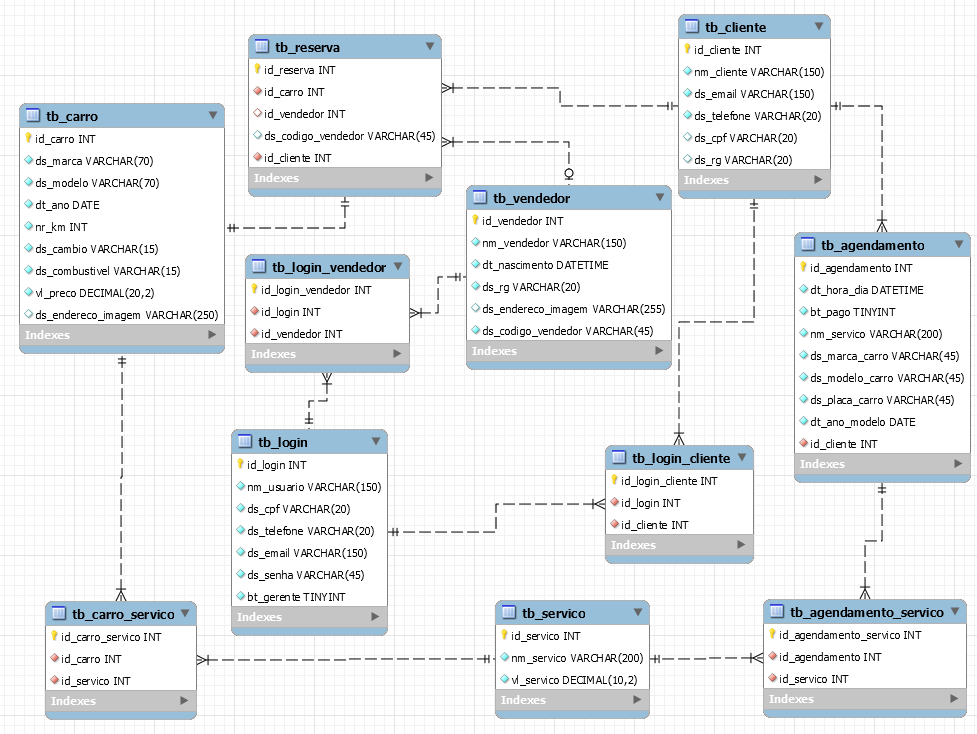 tb_reserva
id_reserva INT
id_carro INT
id_vendedor INT
ds_codigo_vendedor VARCHAR(45)
id_cliente INT
Indexes
tb_cliente
id_cliente INT
nm_cliente VARCHAR(150)
ds_email VARCHAR(150)
ds_telefone VARCHAR(20)
ds_cpf VARCHAR(20)
ds_rg VARCHAR(20)
Indexes
tb_carro
id_carro INT
ds_marca VARCHAR(70)
ds_modelo VARCHAR(70)
dt_ano DATE
nr_km INT
ds_cambio VARCHAR(15)
ds_combustivel VARCHAR(15)
vl_preco DECIMAL(20,2)
ds_endereco_imagem VARCHAR(250)
Indexes
tb_vendedor
id_vendedor INT
nm_vendedor VARCHAR(150)
dt_nascimento DATETIME
ds_rg VARCHAR(20)
ds_endereco_imagem VARCHAR(255)
ds_codigo_vendedor VARCHAR(45)
Indexes
tb_login_vendedor
id_login_vendedor INT
id_login INT
id_vendedor INT
Indexes
tb_agendamento
id_agendamento INT
dt_hora_dia DATETIME
bt_pago TINYINT
nm_servico VARCHAR(200)
ds_marca_carro VARCHAR(45)
ds_modelo_carro VARCHAR(45)
ds_placa_carro VARCHAR(45)
dt_ano_modelo DATE
id_cliente INT
Indexes
tb_login
id_login INT
nm_usuario VARCHAR(150)
ds_cpf VARCHAR(20)
ds_telefone VARCHAR(20)
ds_email VARCHAR(150)
ds_senha VARCHAR(45)
bt_gerente TINYINT
Indexes
tb_login_cliente
id_login_cliente INT
id_login INT
id_cliente INT
Indexes
tb_carro_servico
id_carro_servico INT
id_carro INT
id_servico INT
Indexes
tb_servico
id_servico INT
nm_servico VARCHAR(200)
vl_servico DECIMAL(10,2)
Indexes
tb_agendamento_servico
id_agendamento_servico INT
id_agendamento INT
id_servico INT
Indexes